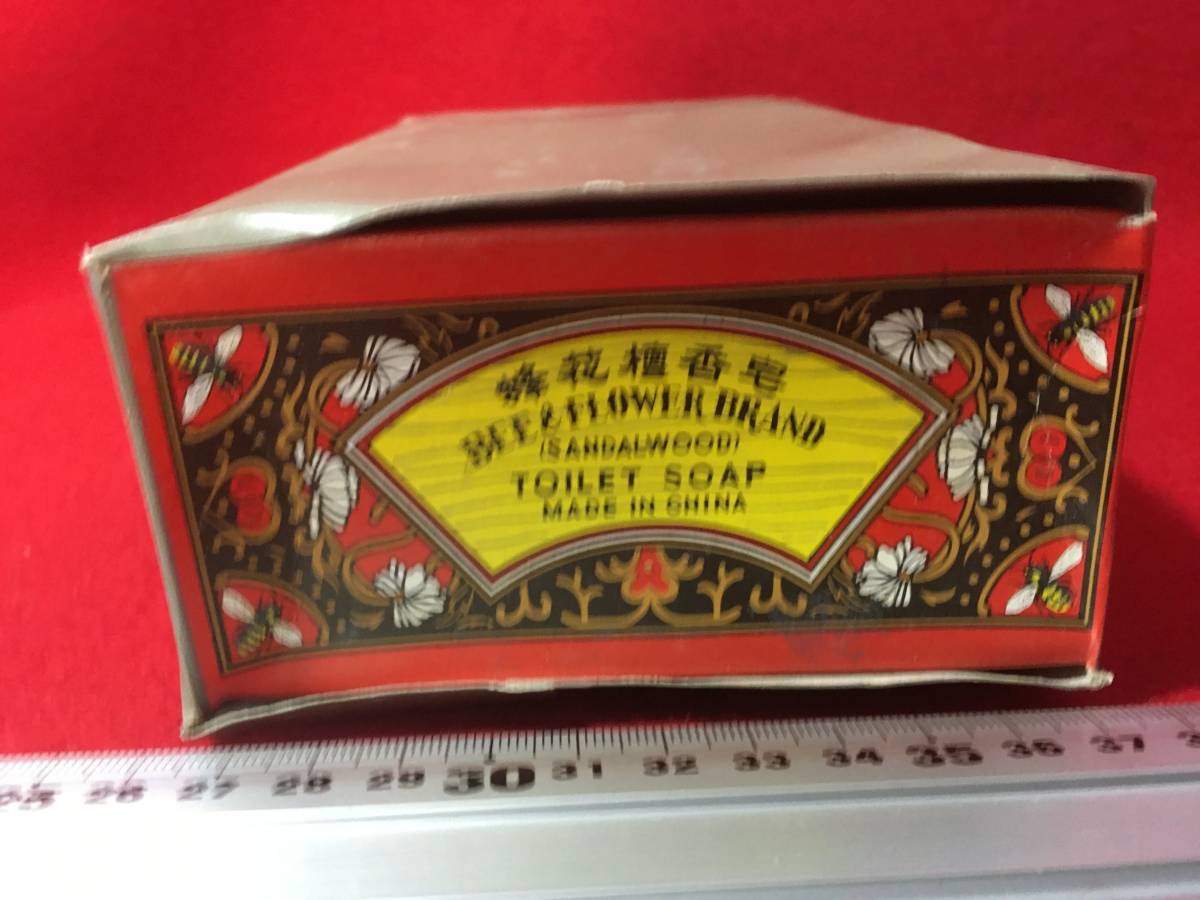 蜂花檀香皂
BEE & FLOWER BRAND
(SANDALWOOD)
TOILET SOAP
MADE IN CHINA
25 26 27 28 29 30 31 32 33 34 35 36 37